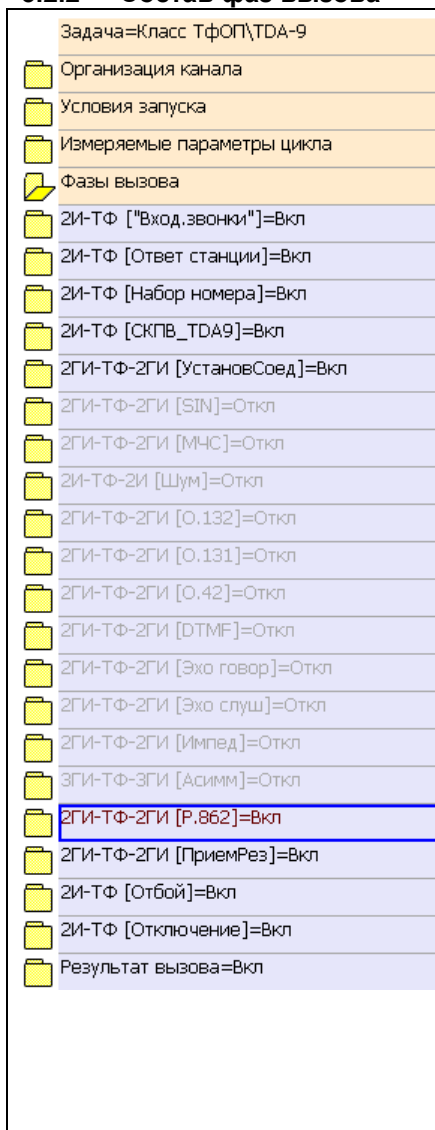 Задача=Класс ТфОП\TDA-9
Организация канала
Условия запуска
Измеряемые параметры цикла
Фазы вызова
2И-ТФ ["Вход.звонки"]=Вкл
2И-ТФ [Ответ станции]=Вкл
2И-ТФ [Набор номера]=Вкл
2И-ТФ [СКПВ_TDA9]=Вкл
2ГИ-ТФ-2ГИ [УстановСоед]=Вкл
2ГИ-ТФ-2ГИ [SIN]=Откл
2ГИ-ТФ-2ГИ [МЧС]=Откл
2И-ТФ-2И [Шум]=Откл
2ГИ-ТФ-2ГИ [О.132]=Откл
2ГИ-ТФ-2ГИ [О.131]=Откл
2ГИ-ТФ-2ГИ [О.42]=Откл
2ГИ-ТФ-2ГИ [DTMF]=Откл
2ГИ-ТФ-2ГИ [Эхо говор]=Откл
2ГИ-ТФ-2ГИ [Эхо слуш]=Откл
2ГИ-ТФ-2ГИ [Импед]=Откл
3ГИ-ТФ-3ГИ [Асимм]=Откл
2ГИ-ТФ-2ГИ [P.862]=Вкл
2ГИ-ТФ-2ГИ [ПриемРез]=Вкл
2И-ТФ [Отбой]=Вкл
2И-ТФ [Отключение]=Вкл
Результат вызова=Вкл